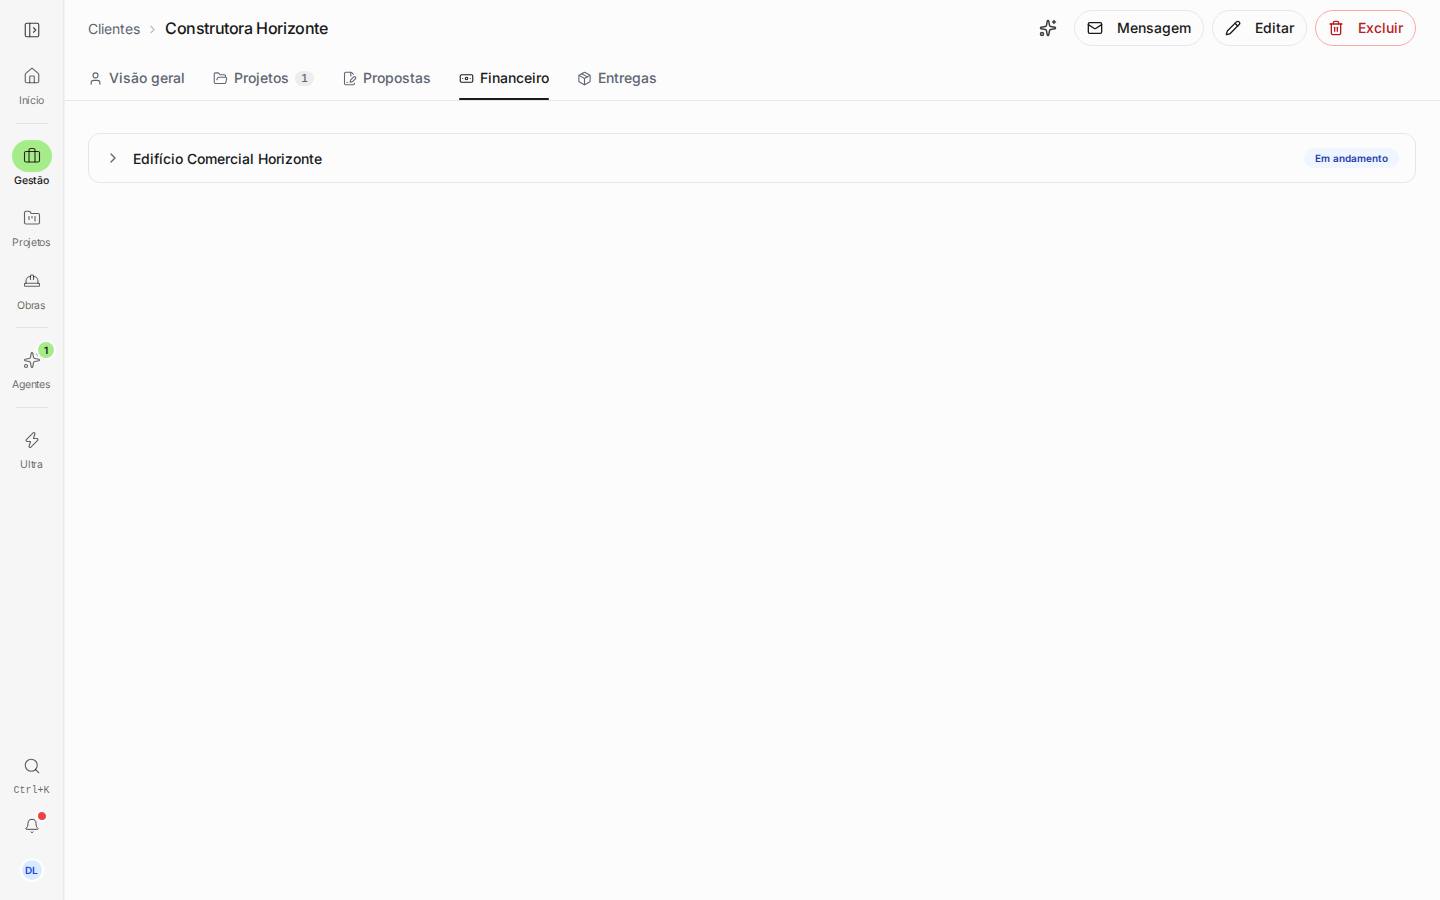 Clientes
Construtora Horizonte
Mensagem
Editar
Excluir
Visão geral
Projetos 1
Propostas
Financeiro
Entregas
Edifício Comercial Horizonte
Em andamento
Início
Gestão
Projetos
Obras
1
Agentes
Ultra
Ctrl+K
DL